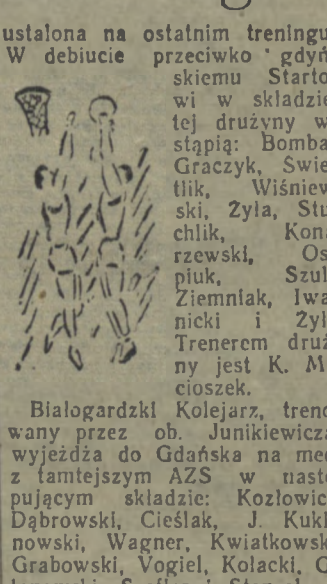 ustalona na ostatnim treningu
W debiucie przeciwko gdyń
skiemu Starto
wi w składzie
tej drużyny w
stąpią: Bomba
Graczyk, Świe
tlik, Wiśniew
ski, Żyła, Stu
chlik, Kona
rzewski, Os
piuk, Szul
Ziemniak, Iwa
nicki i Żył
Trenerem druż
ny jest K. M
cioszek.
Białogardzki Kolejarz, treno
wany przez ob. Junikiewicza
wyjeżdża do Gdańska na mec
z tamtejszym AZS w nastę
pującym składzie: Kozłowic
Dąbrowski, Cieślak, J. Kukl
nowski, Wagner, Kwiatkowsk
Grabowski, Vogiel, Kołacki, C